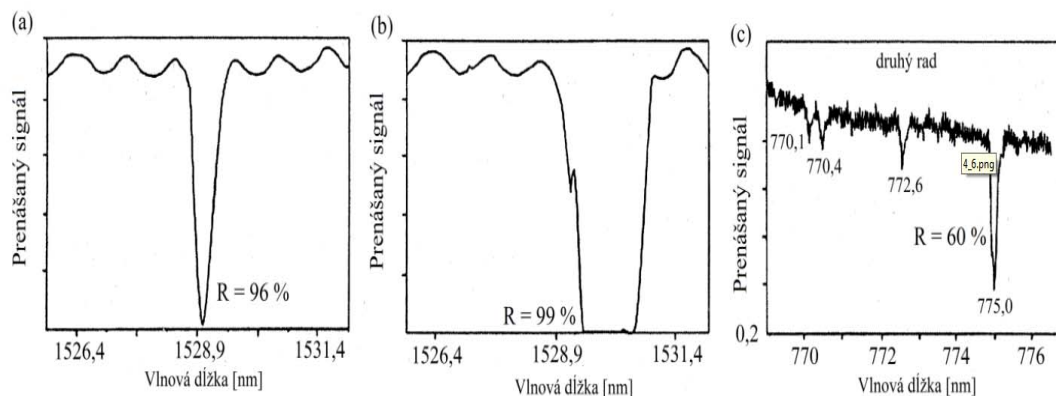 (a)
Prenášaný signál
R = 96 %
1526,4 1528,9 1531,4
Vlnová dĺžka [nm]
(b)
Prenášaný signál
R = 99 %
1526,4 1528,9 1531,4
Vlnová dĺžka [nm]
(c)
druhý rad
Prenášaný signál
770,1
770,4
772,6
4_6.png
R = 60 %
775,0
0,2
770 772 774 776
Vlnová dĺžka [nm]